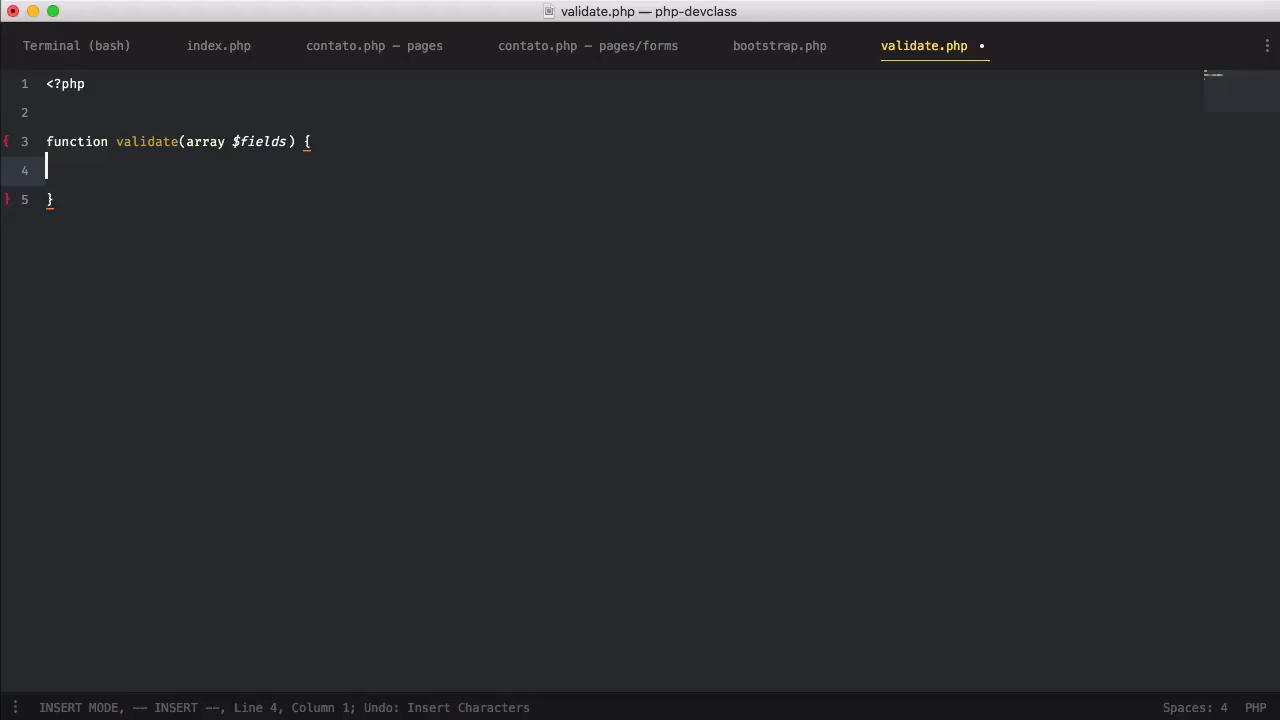 validate.php — php-devclass
Terminal (bash) index.php contato.php — pages contato.php — pages/forms bootstrap.php validate.php •
1 <?php
2
{ 3 function validate(array $fields) {
4
} 5 }
INSERT MODE, —— INSERT ——, Line 4, Column 1; Undo: Insert Characters Spaces: 4 PHP